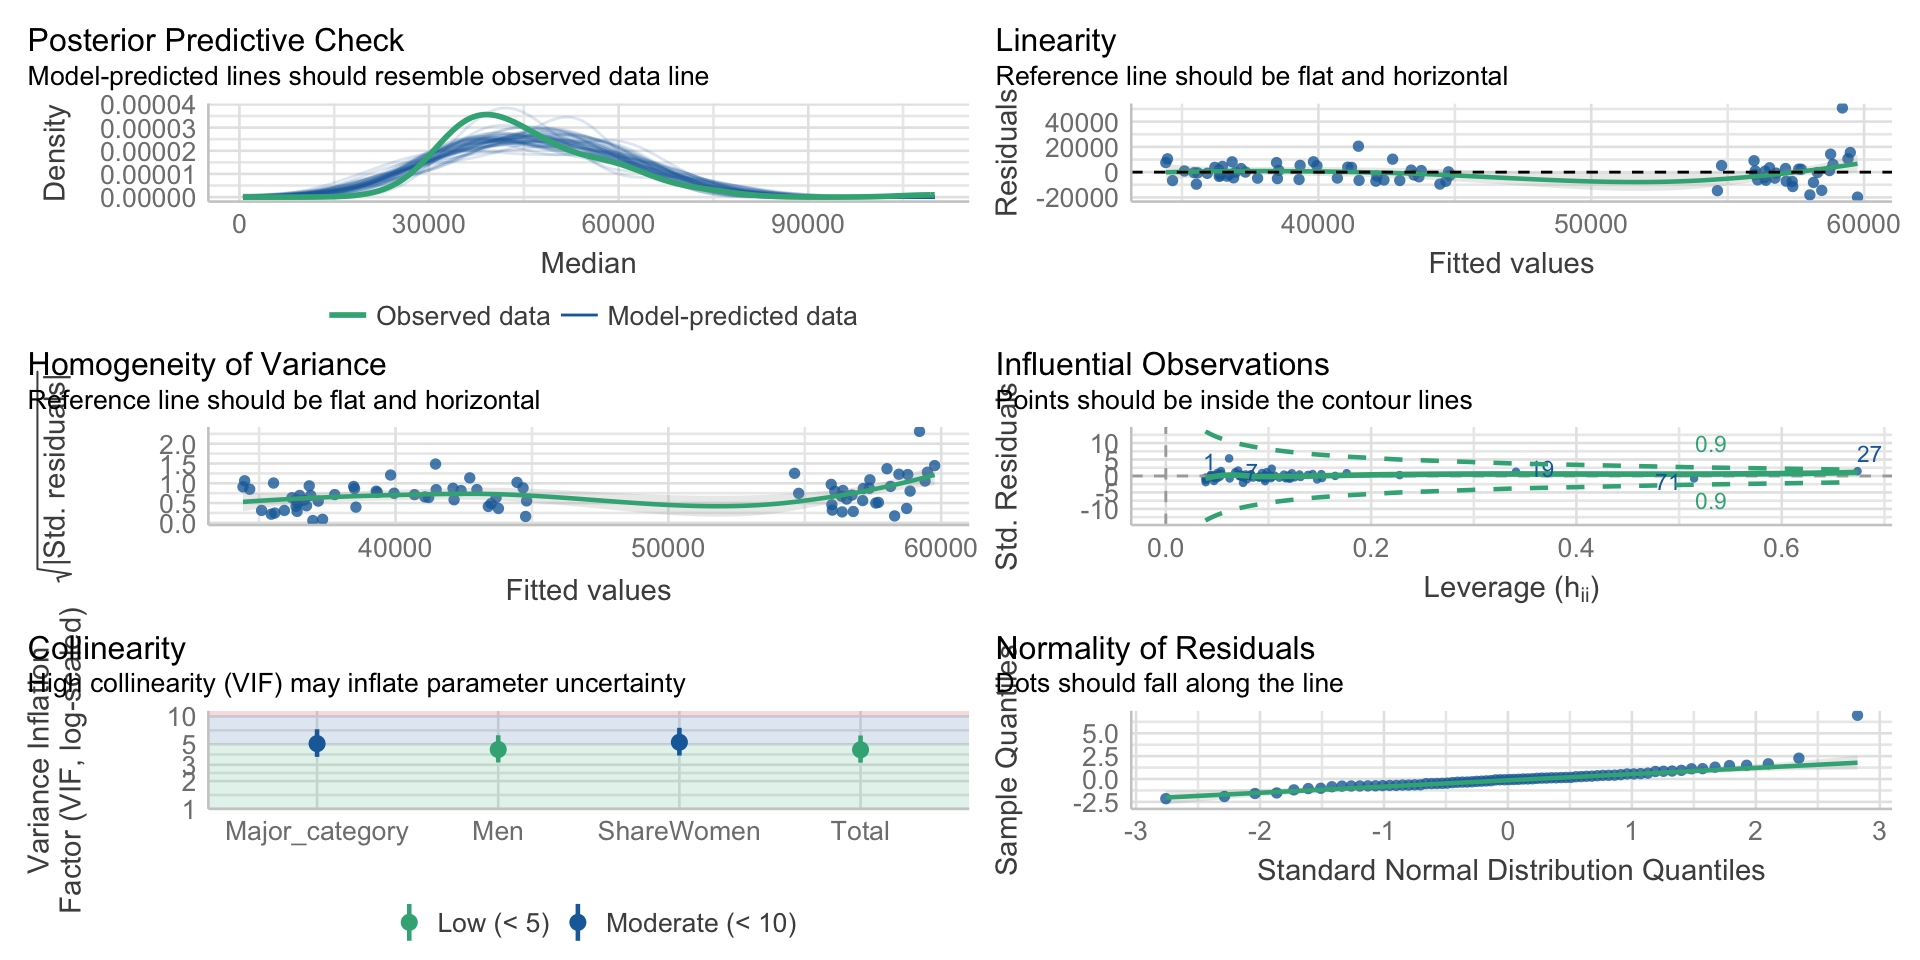 Posterior Predictive Check
Model-predicted lines should resemble observed data line
Density
0.00004
0.00003
0.00002
0.00001
0.00000
0 30000 60000 90000
Median
Observed data Model-predicted data
Linearity
Reference line should be flat and horizontal
Residuals
40000
20000
0
-20000
40000 50000 60000
Fitted values
Homogeneity of Variance
Reference line should be flat and horizontal
√|Std. residuals|
2.0
1.5
1.0
0.5
0.0
40000 50000 60000
Fitted values
Influential Observations
Points should be inside the contour lines
Std. Residuals
10
5
0
-5
-10
0.9
0.9
1
7
19
71
27
0.0 0.2 0.4 0.6
Leverage (hii)
Collinearity
High collinearity (VIF) may inflate parameter uncertainty
Variance Inflation
Factor (VIF, log-scaled)
10
5
3
2
1
Major_category Men ShareWomen Total
Low (< 5) Moderate (< 10)
Normality of Residuals
Dots should fall along the line
Sample Quantiles
5.0
2.5
0.0
-2.5
-3 -2 -1 0 1 2 3
Standard Normal Distribution Quantiles